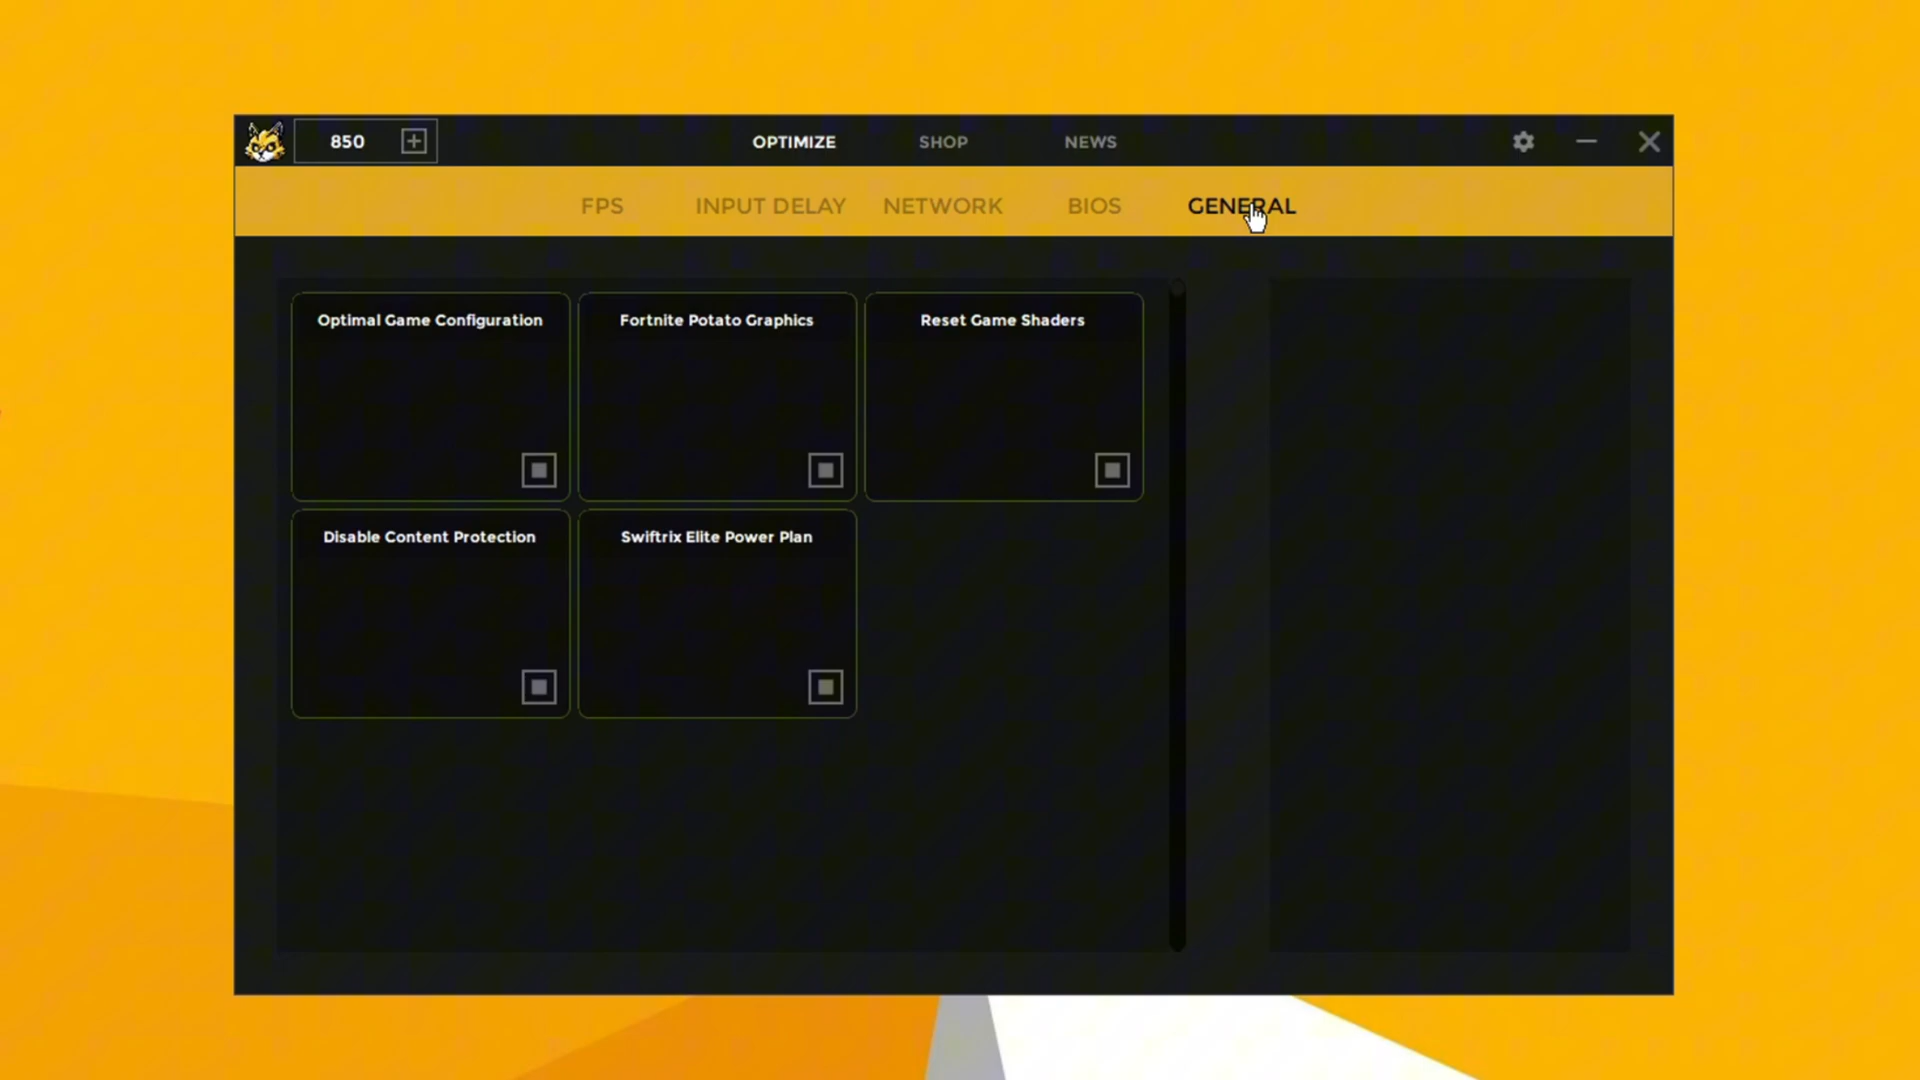 850
OPTIMIZE
SHOP
NEWS
FPS
INPUT DELAY
NETWORK
BIOS
GENERAL
Optimal Game Configuration
Fortnite Potato Graphics
Reset Game Shaders
Disable Content Protection
Swiftrix Elite Power Plan